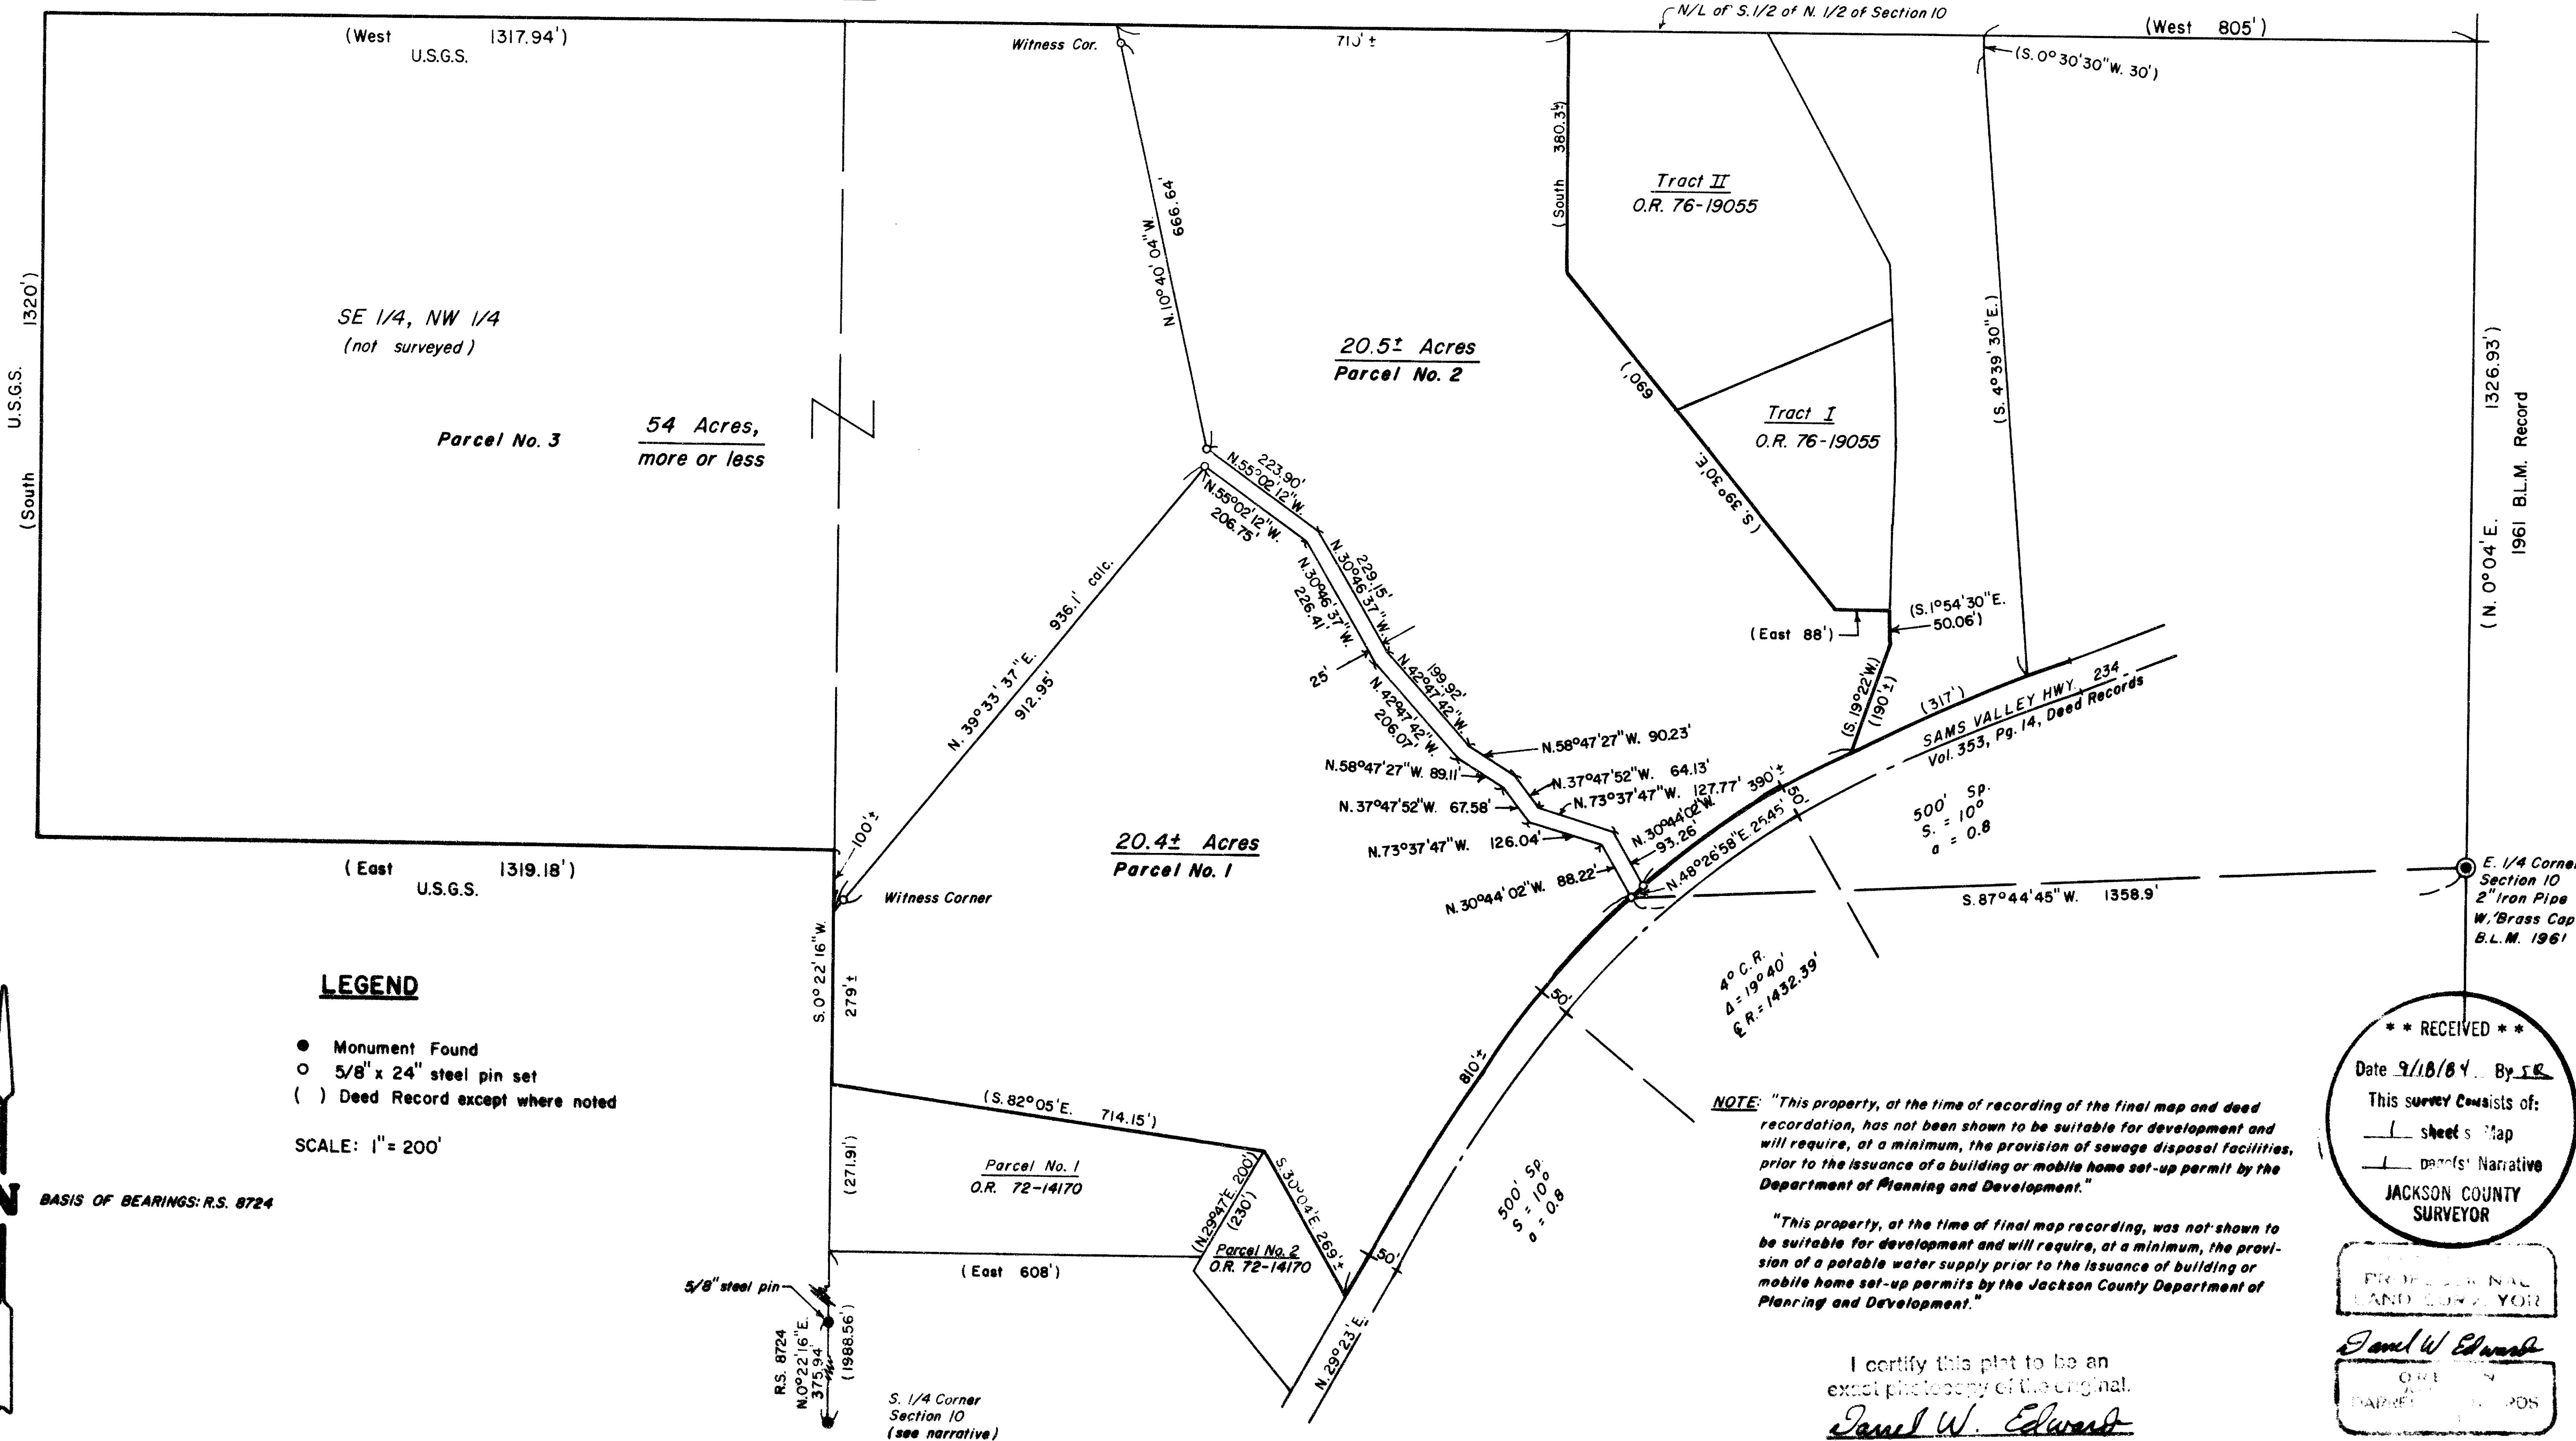 N/L of S.1/2 of N. 1/2 of Section 10
(West 1317.94')
U.S.G.S.
Witness Cor.
(West 805')
(S. 0°30'30"W. 30')
(South 380.3±)
Tract II
O.R. 76-19055
N.10°40'04"W.
666.64'
(South 1320')
U.S.G.S.
SE 1/4, NW 1/4
(not surveyed)
20.5± Acres
Parcel No. 2
690')
(S. 39°30'E.
Tract I
O.R. 76-19055
(S. 4°39'30"E.)
(N. 0°04'E. 1326.93')
1961 B.L.M. Record
Parcel No. 3
54 Acres,
more or less
223.90'
N.55°02'12"W.
N.55°02'12"W.
206.75'
229.15'
N.30°46'37"W.
N.30°46'37"W.
226.41'
25'
N. 39°33'37"E. 936.1' calc.
912.95'
199.92'
N.42°47'42"W.
N.42°47'42"W.
206.07'
(East 88')
(S.1°54'30"E.
50.06')
(S. 19°22'W.)
(190'±)
(317')
SAMS VALLEY HWY. 234
Vol. 353, Pg. 14, Deed Records
N.58°47'27"W. 90.23'
N.58°47'27"W. 89.11'
N.37°47'52"W. 64.13'
N. 37°47'52"W. 67.58'
N.73°37'47"W. 127.77'
N.73°37'47"W. 126.04'
390'±
50'
N.30°44'02"W.
93.26'
N.30°44'02"W. 88.22'
N.48°26'58"E. 25.45'
500' Sp.
S. = 10°
a = 0.8
100'±
20.4± Acres
Parcel No. 1
(East 1319.18')
U.S.G.S.
Witness Corner
S.87°44'45"W. 1358.9'
E. 1/4 Corner
Section 10
2" Iron Pipe
W/Brass Cap
B.L.M. 1961
S. 0°22'16"W.
279'±
4° C.R.
Δ = 19°40'
℄ R. = 1432.39'
50'
810'±
LEGEND
Monument Found
5/8" x 24" steel pin set
( ) Deed Record except where noted
SCALE: 1" = 200'
N
BASIS OF BEARINGS: R.S. 8724
(S. 82°05'E. 714.15')
(271.91')
Parcel No. 1
O.R. 72-14170
(N.29°47'E. 200')
(230')
S.30°04'E. 269'±
Parcel No. 2
O.R. 72-14170
50'
(East 608')
500' Sp.
S = 10°
a = 0.8
N.29°23'E.
5/8" steel pin
R.S. 8724
N.0°22'16"E.
375.94'
(1988.56')
S. 1/4 Corner
Section 10
(see narrative)
NOTE: "This property, at the time of recording of the final map and deed
recordation, has not been shown to be suitable for development and
will require, at a minimum, the provision of sewage disposal facilities,
prior to the issuance of a building or mobile home set-up permit by the
Department of Planning and Development."
"This property, at the time of final map recording, was not shown to
be suitable for development and will require, at a minimum, the provi-
sion of a potable water supply prior to the issuance of building or
mobile home set-up permits by the Jackson County Department of
Planning and Development."
I certify this plat to be an
exact photocopy of the original.
Darrel W. Edwards
* * RECEIVED * *
Date 9/18/84 By
This survey Consists of:
1 sheets Map
1 page(s) Narrative
JACKSON COUNTY
SURVEYOR
PROFESSIONAL
LAND SURVEYOR
Darrel W Edwards